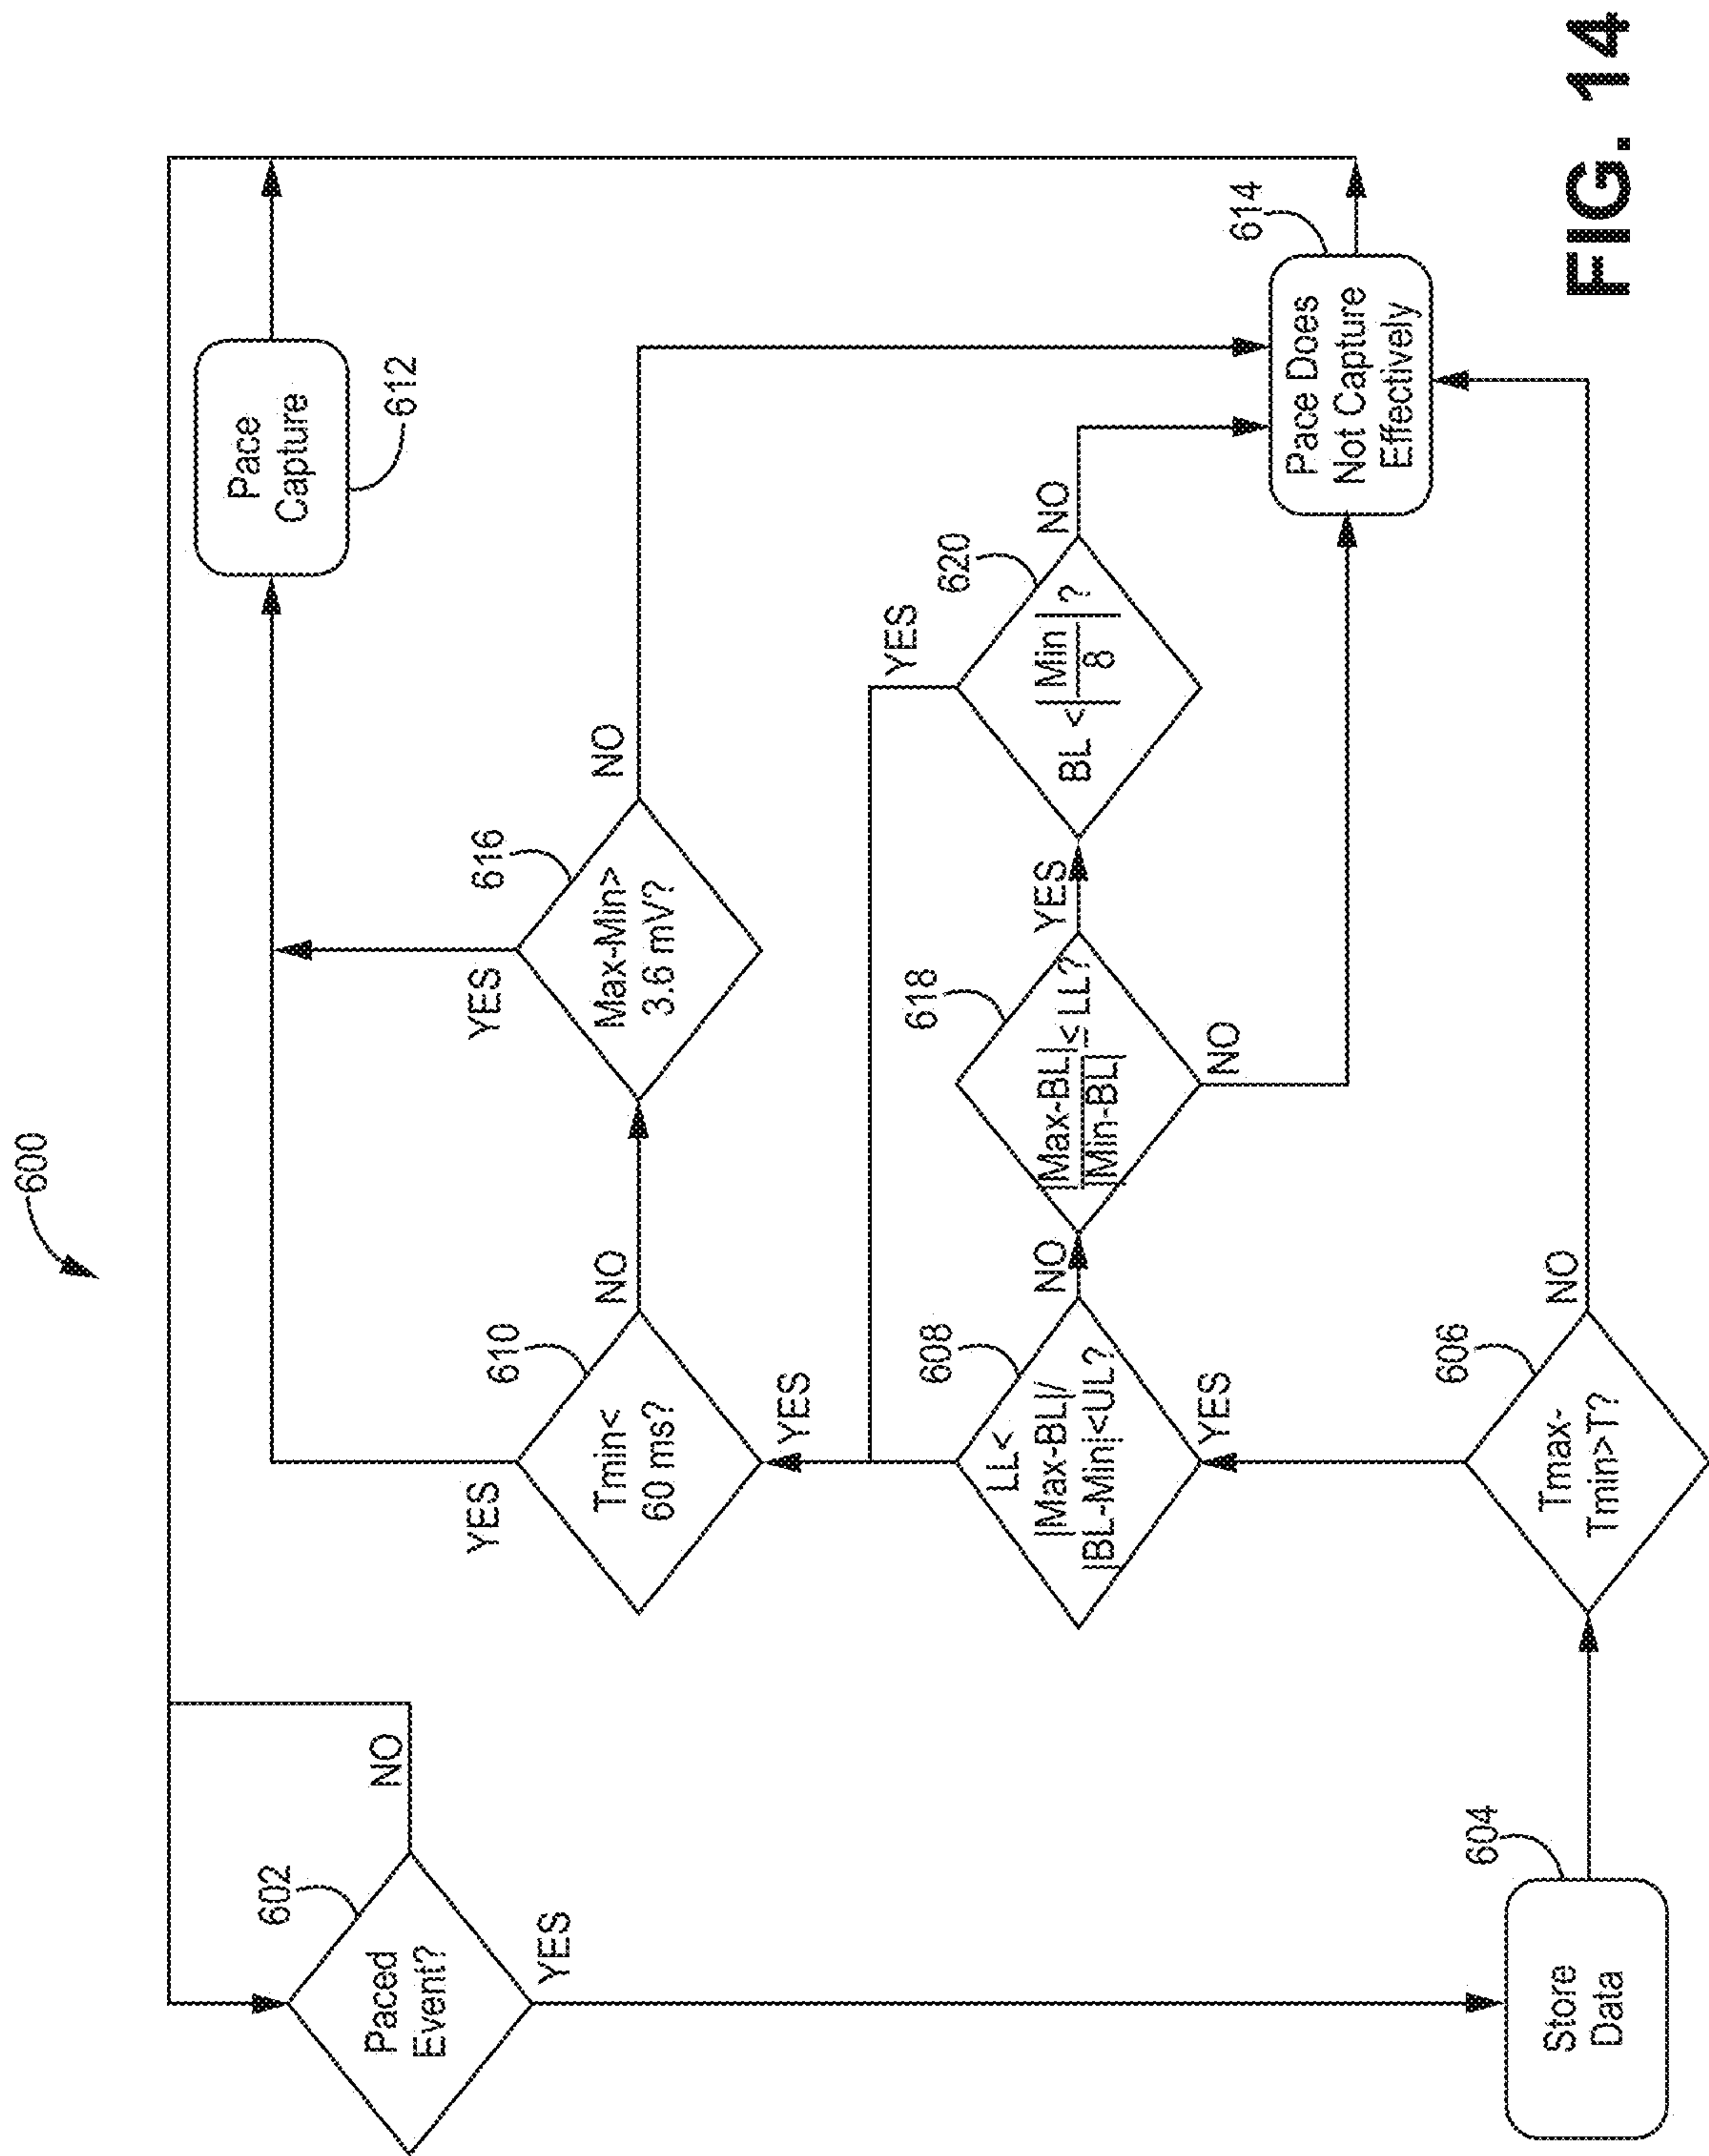 600
602
Paced
Event?
NO
YES
604
Store
Data
606
Tmax-
Tmin>T?
NO
YES
608
LL<
|Max-BL|/
|BL-Min|<UL?
NO
YES
610
Tmin<
60 ms?
YES
NO
616
Max-Min>
3.6 mV?
YES
NO
618
|Max-BL|≤ LL?
|Min-BL|
YES
NO
620
BL < |Min/8| ?
YES
NO
Pace
Capture
612
614
Pace Does
Not Capture
Effectively
FIG. 14